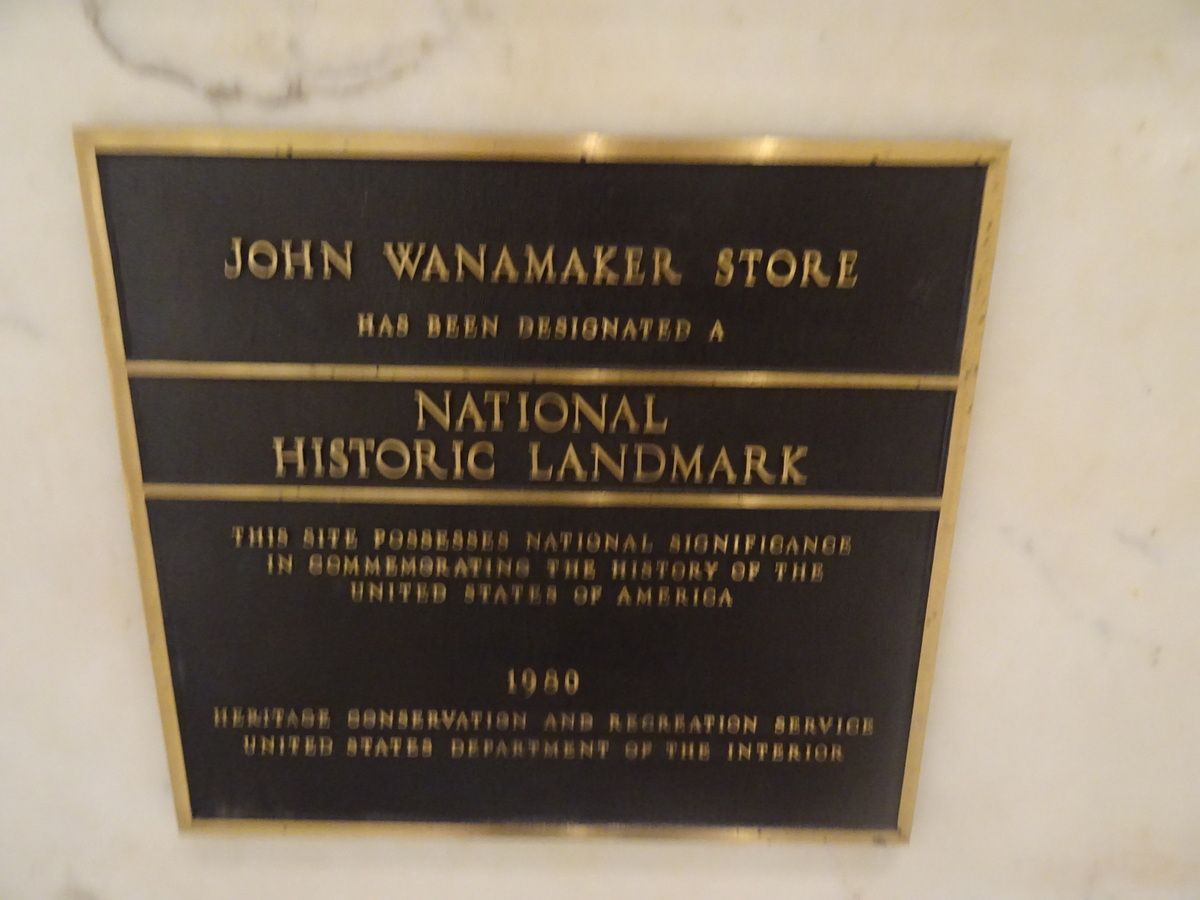 JOHN WANAMAKER STORE
HAS BEEN DESIGNATED A
NATIONAL
HISTORIC LANDMARK
THIS SITE POSSESSES NATIONAL SIGNIFICANCE
IN COMMEMORATING THE HISTORY OF THE
UNITED STATES OF AMERICA
1980
HERITAGE CONSERVATION AND RECREATION SERVICE
UNITED STATES DEPARTMENT OF THE INTERIOR